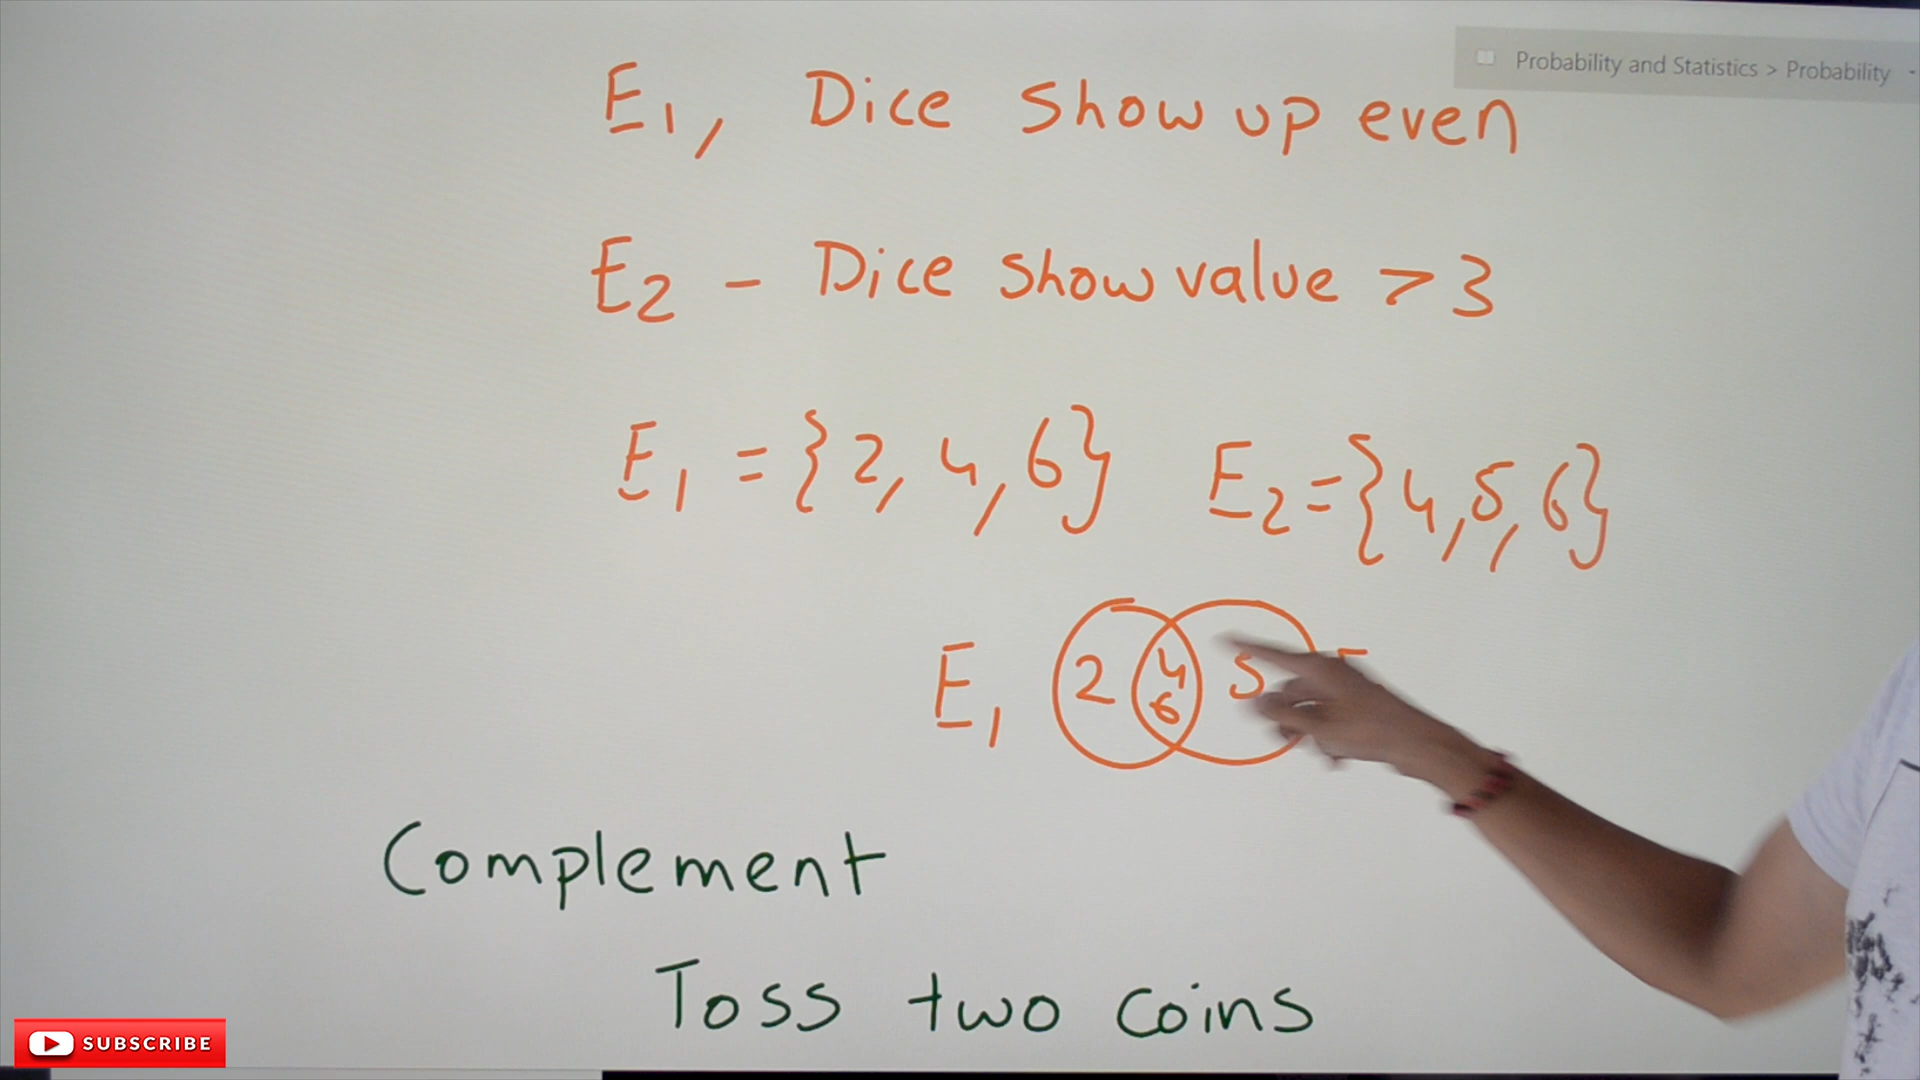 Probability and Statistics > Probability
E1, Dice show up even
E2 - Dice show value > 3
E1 = {2, 4, 6} E2 = {4, 5, 6}
E1 2 4 5
6
Complement
Toss two coins
SUBSCRIBE